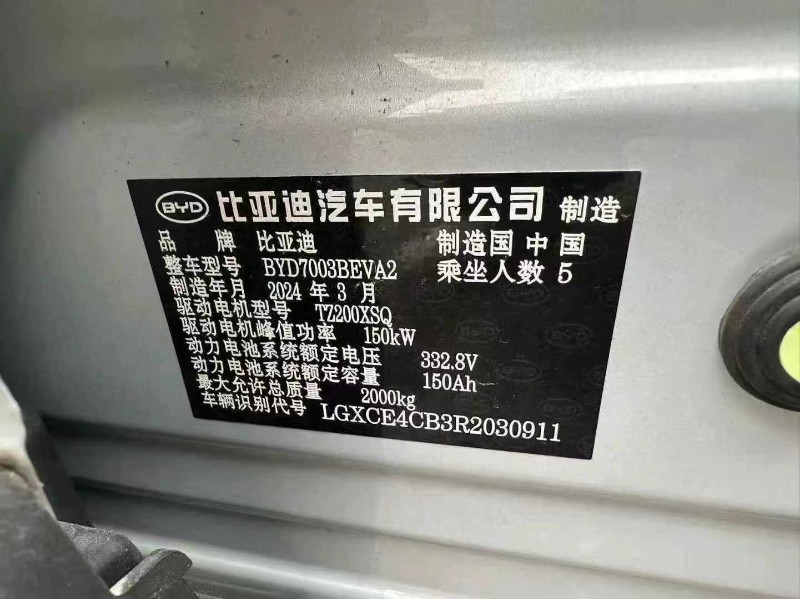 BYD 比亚迪汽车有限公司 制造
品牌 比亚迪 制造国 中国
整车型号 BYD7003BEVA2 乘坐人数 5
制造年月 2024 年 3 月
驱动电机型号 TZ200XSQ
驱动电机峰值功率 150kW
动力电池系统额定电压 332.8V
动力电池系统额定容量 150Ah
最大允许总质量 2000kg
车辆识别代号 LGXCE4CB3R2030911